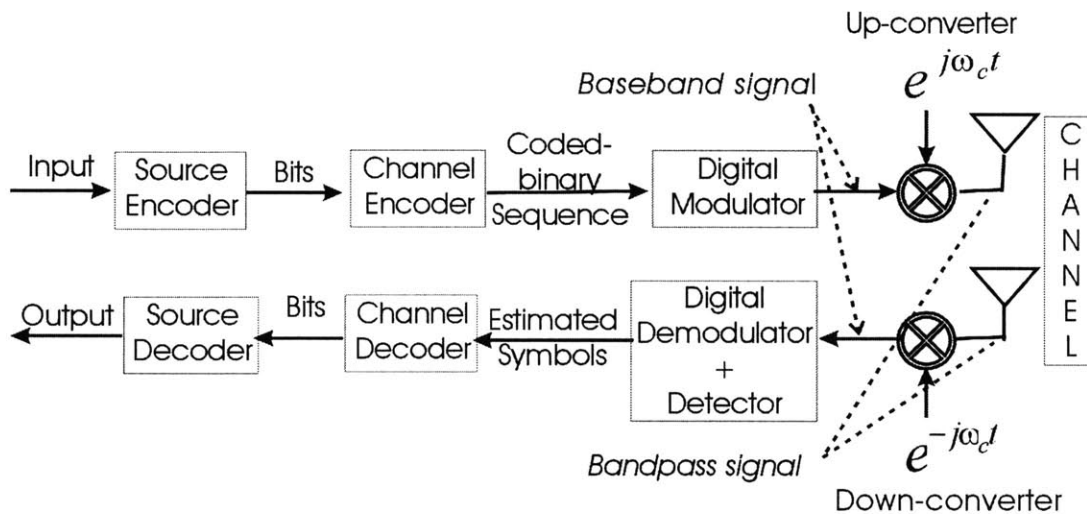 Up-converter
e^{jω_c t}
Baseband signal
Input
Source
Encoder
Bits
Channel
Encoder
Coded-
binary
Sequence
Digital
Modulator
C
H
A
N
N
E
L
Output
Source
Decoder
Bits
Channel
Decoder
Estimated
Symbols
Digital
Demodulator
+
Detector
Bandpass signal
e^{-jω_c t}
Down-converter